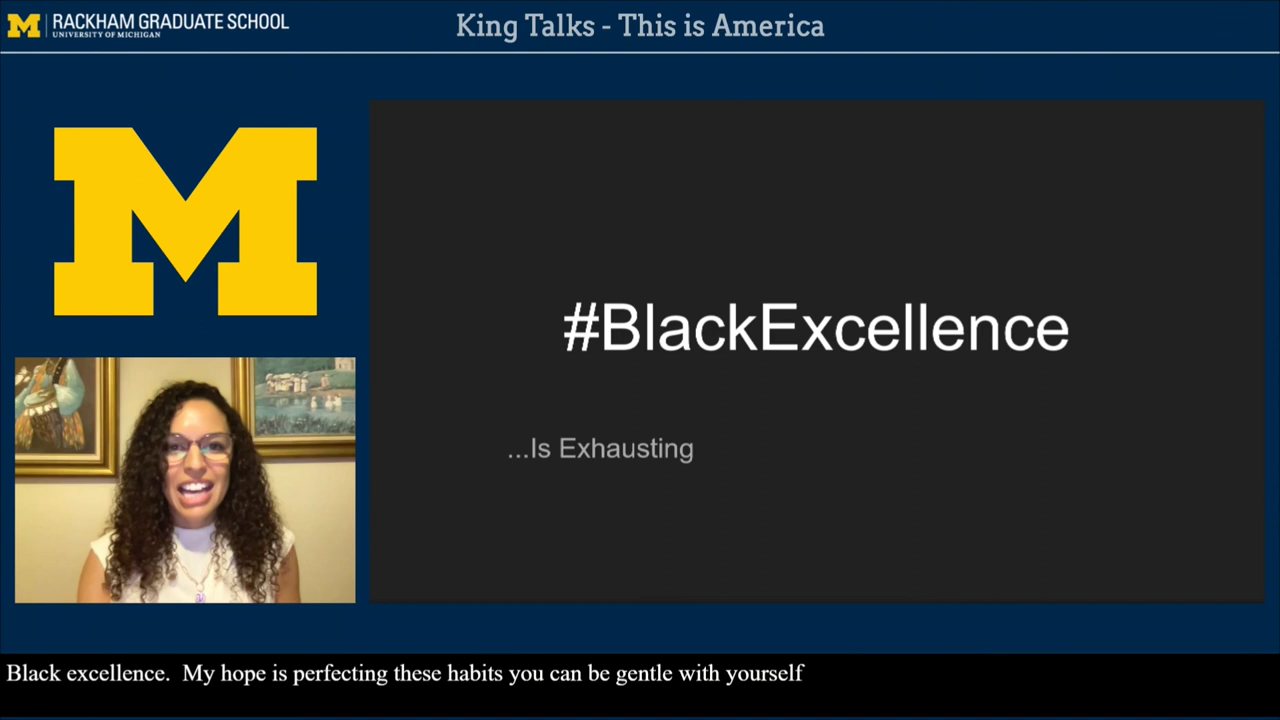 M RACKHAM GRADUATE SCHOOL
UNIVERSITY OF MICHIGAN
King Talks - This is America
M
#BlackExcellence
...Is Exhausting
Black excellence.  My hope is perfecting these habits you can be gentle with yourself